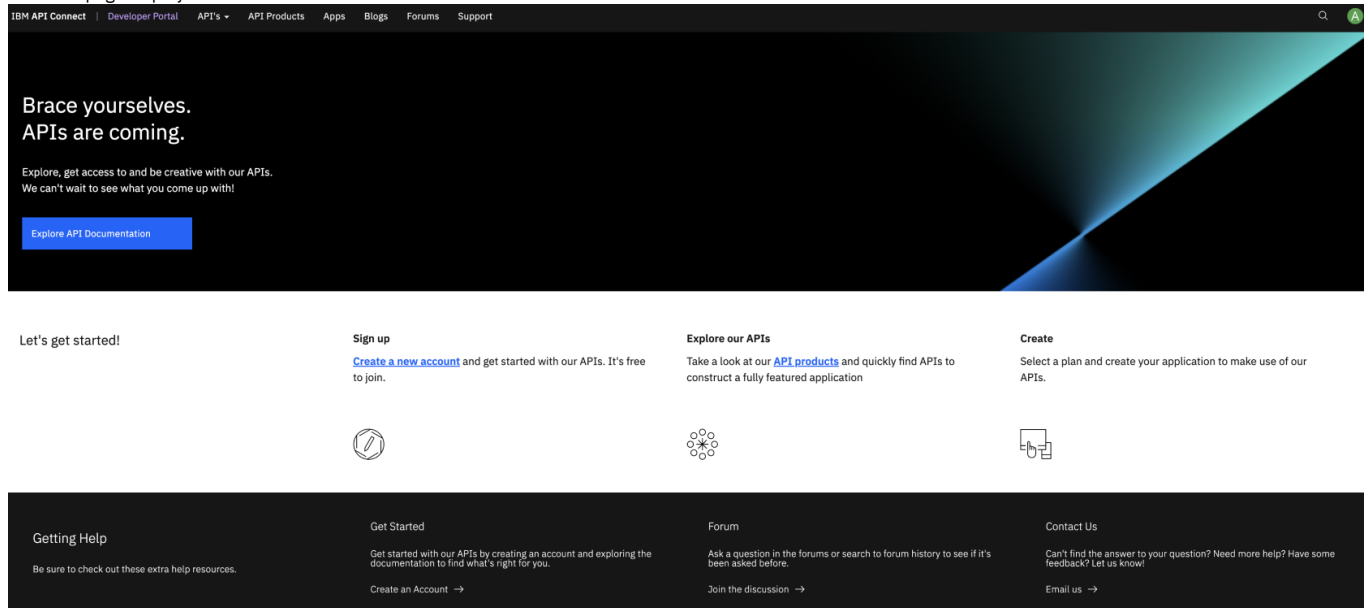 IBM API Connect | Developer Portal API's API Products Apps Blogs Forums Support A
Brace yourselves.
APIs are coming.
Explore, get access to and be creative with our APIs.
We can't wait to see what you come up with!
Explore API Documentation
Let's get started!
Sign up
Create a new account and get started with our APIs. It's free
to join.
Explore our APIs
Take a look at our API products and quickly find APIs to
construct a fully featured application
Create
Select a plan and create your application to make use of our
APIs.
Getting Help
Be sure to check out these extra help resources.
Get Started
Get started with our APIs by creating an account and exploring the
documentation to find what's right for you.
Create an Account →
Forum
Ask a question in the forums or search to forum history to see if it's
been asked before.
Join the discussion →
Contact Us
Can't find the answer to your question? Need more help? Have some
feedback? Let us know!
Email us →